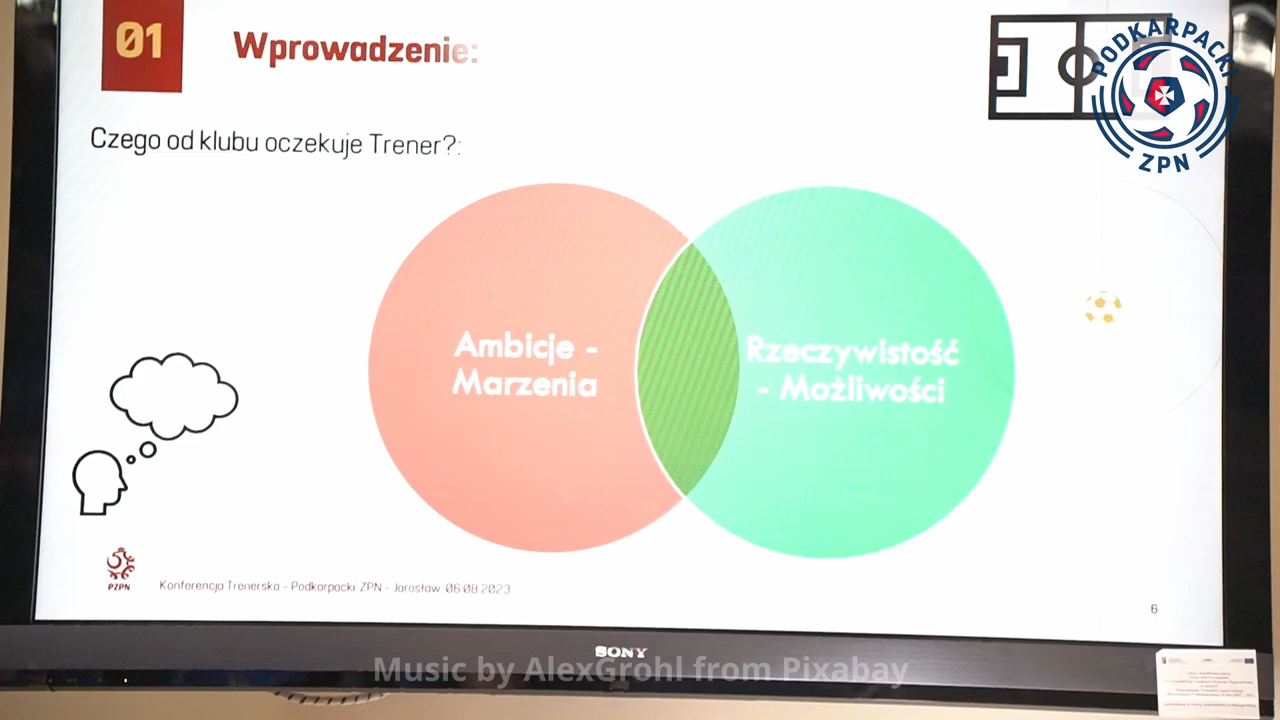 01
Wprowadzenie:
PODKARPACKI
ZPN
Czego od klubu oczekuje Trener?:
Ambicje -
Marzenia
Rzeczywistość
- Możliwości
PZPN
Konferencja Trenerska - Podkarpacki ZPN - Jarosław. 06.08.2023
6
SONY
Music by AlexGrohl from Pixabay